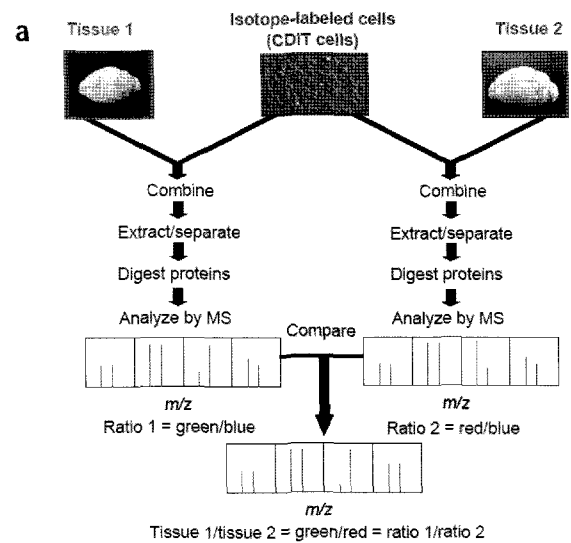 a
Tissue 1
Isotope-labeled cells
(CDIT cells)
Tissue 2
Combine
Combine
Extract/separate
Extract/separate
Digest proteins
Digest proteins
Analyze by MS
Analyze by MS
Compare
m/z
m/z
Ratio 1 = green/blue
Ratio 2 = red/blue
m/z
Tissue 1/tissue 2 = green/red = ratio 1/ratio 2